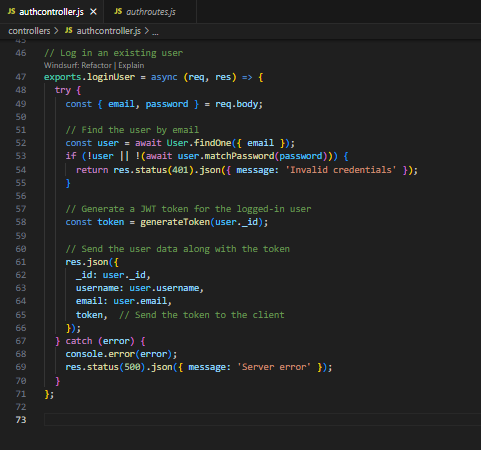 JS authcontroller.js ×
JS authroutes.js
controllers > JS authcontroller.js > ...
45
46 // Log in an existing user
Windsurf: Refactor | Explain
47 exports.loginUser = async (req, res) => {
48 try {
49 const { email, password } = req.body;
50
51 // Find the user by email
52 const user = await User.findOne({ email });
53 if (!user || !(await user.matchPassword(password))) {
54 return res.status(401).json({ message: 'Invalid credentials' });
55 }
56
57 // Generate a JWT token for the logged-in user
58 const token = generateToken(user._id);
59
60 // Send the user data along with the token
61 res.json({
62 _id: user._id,
63 username: user.username,
64 email: user.email,
65 token,  // Send the token to the client
66 });
67 } catch (error) {
68 console.error(error);
69 res.status(500).json({ message: 'Server error' });
70 }
71 };
72
73